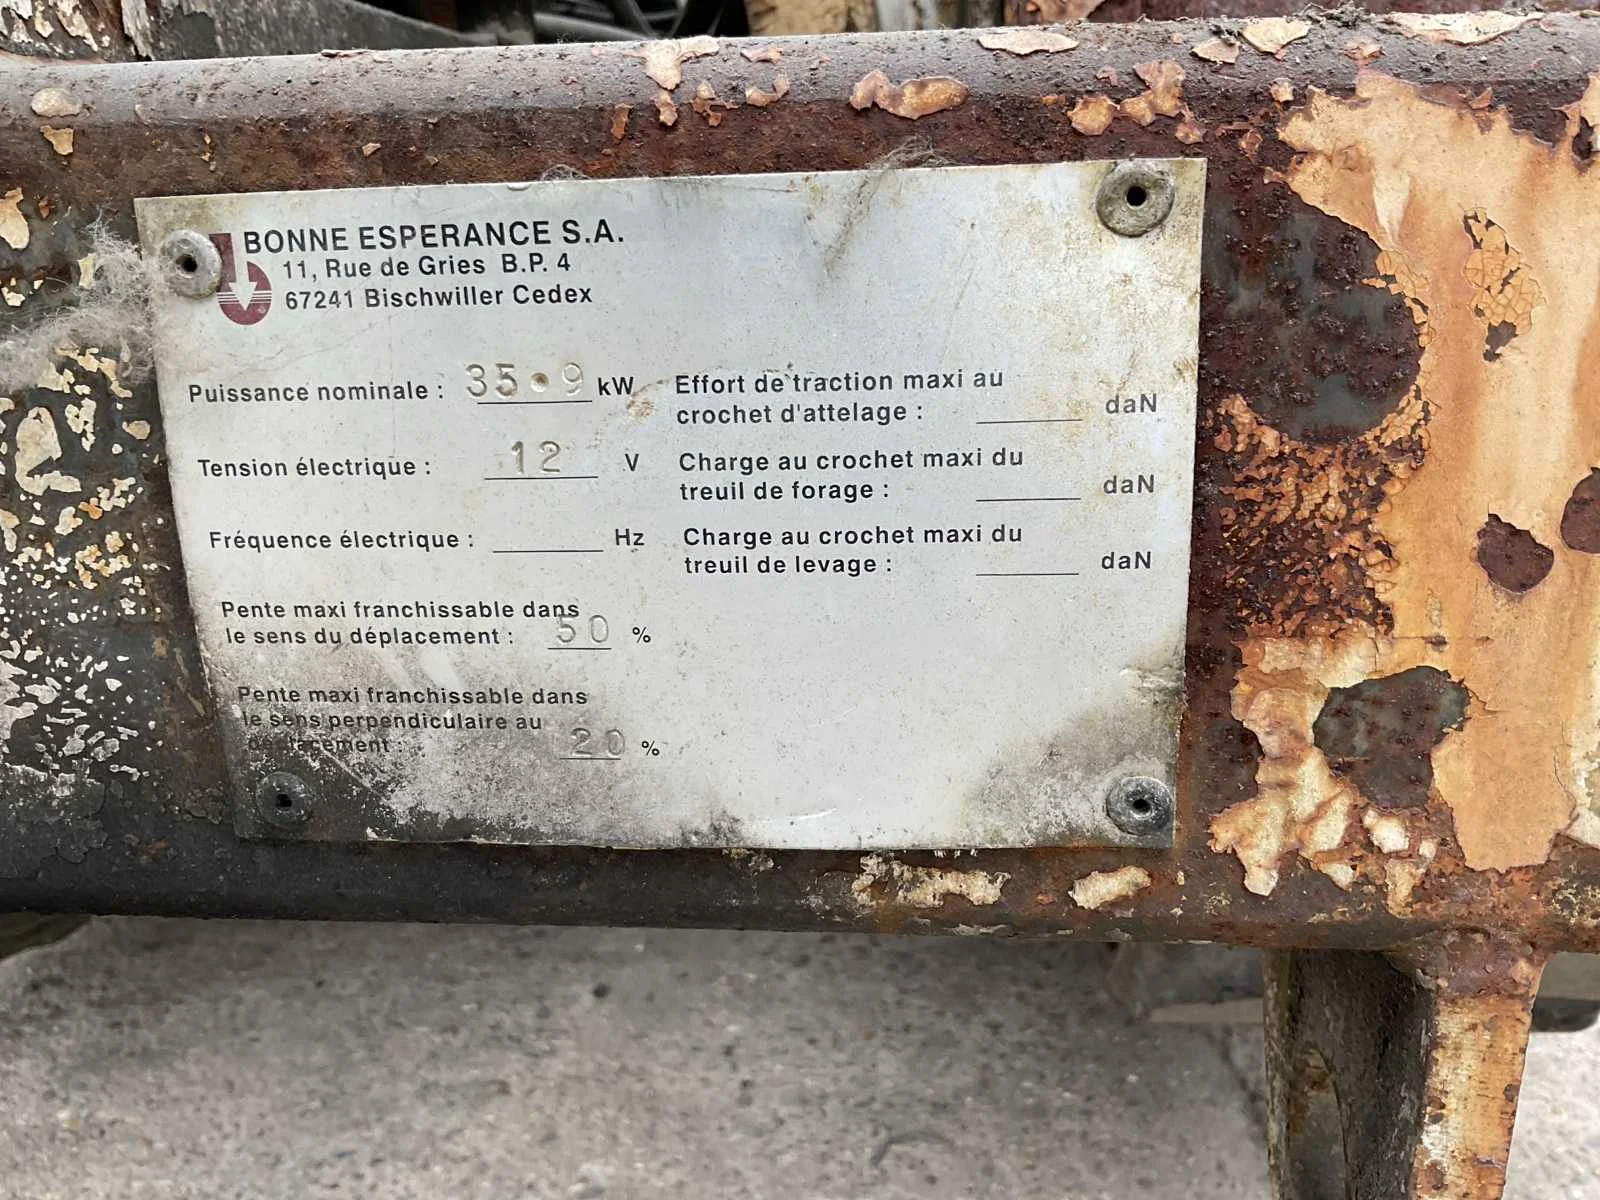 BONNE ESPERANCE S.A.
11, Rue de Gries B.P. 4
67241 Bischwiller Cedex
Puissance nominale : 35.9 kW
Tension électrique : 12 V
Fréquence électrique : Hz
Pente maxi franchissable dans
le sens du déplacement : 50 %
Pente maxi franchissable dans
le sens perpendiculaire au
déplacement : 20 %
Effort de traction maxi au
crochet d'attelage : daN
Charge au crochet maxi du
treuil de forage : daN
Charge au crochet maxi du
treuil de levage : daN